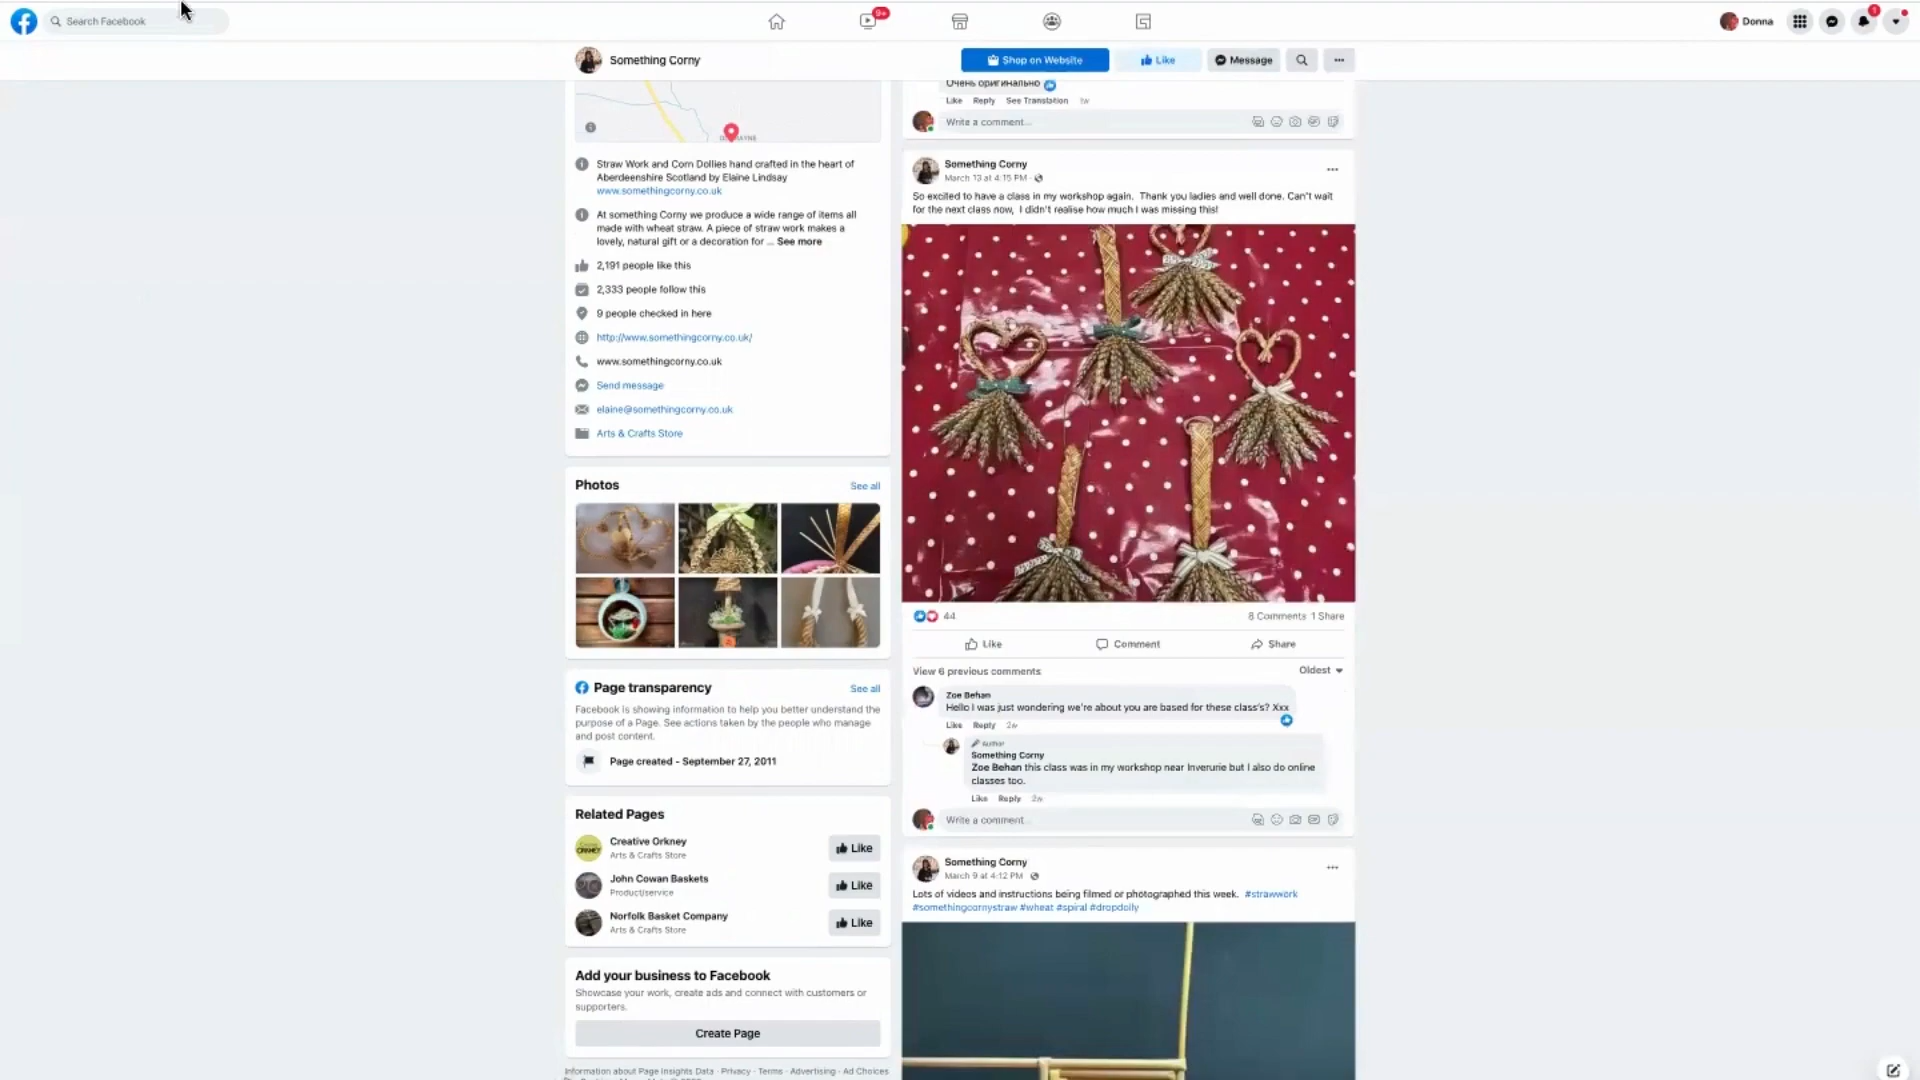 Search Facebook
9+
Donna
1
Something Corny
Shop on Website
Like
Message
Straw Work and Corn Dollies hand crafted in the heart of
Aberdeenshire Scotland by Elaine Lindsay
www.somethingcorny.co.uk
At something Corny we produce a wide range of items all
made with wheat straw. A piece of straw work makes a
lovely, natural gift or a decoration for ... See more
2,191 people like this
2,333 people follow this
9 people checked in here
http://www.somethingcorny.co.uk/
www.somethingcorny.co.uk
Send message
elaine@somethingcorny.co.uk
Arts & Crafts Store
Photos
See all
Page transparency
See all
Facebook is showing information to help you better understand the
purpose of a Page. See actions taken by the people who manage
and post content.
Page created - September 27, 2011
Related Pages
Creative Orkney
Arts & Crafts Store
Like
John Cowan Baskets
Product/service
Like
Norfolk Basket Company
Arts & Crafts Store
Like
Add your business to Facebook
Showcase your work, create ads and connect with customers or
supporters.
Create Page
Information about Page Insights Data · Privacy · Terms · Advertising · Ad Choices
Очень оригинально
Like Reply See Translation 1w
Write a comment...
Something Corny
March 13 at 4:15 PM ·
So excited to have a class in my workshop again. Thank you ladies and well done. Can't wait
for the next class now, I didn't realise how much I was missing this!
44
8 Comments 1 Share
Like
Comment
Share
View 6 previous comments
Oldest
Zoe Behan
Hello I was just wondering we're about you are based for these class's? Xxx
Like Reply 2w
Author
Something Corny
Zoe Behan this class was in my workshop near Inverurie but I also do online
classes too.
Like Reply 2w
Write a comment...
Something Corny
March 9 at 4:12 PM ·
Lots of videos and instructions being filmed or photographed this week. #strawwork
#somethingcornystraw #wheat #spiral #dropdolly